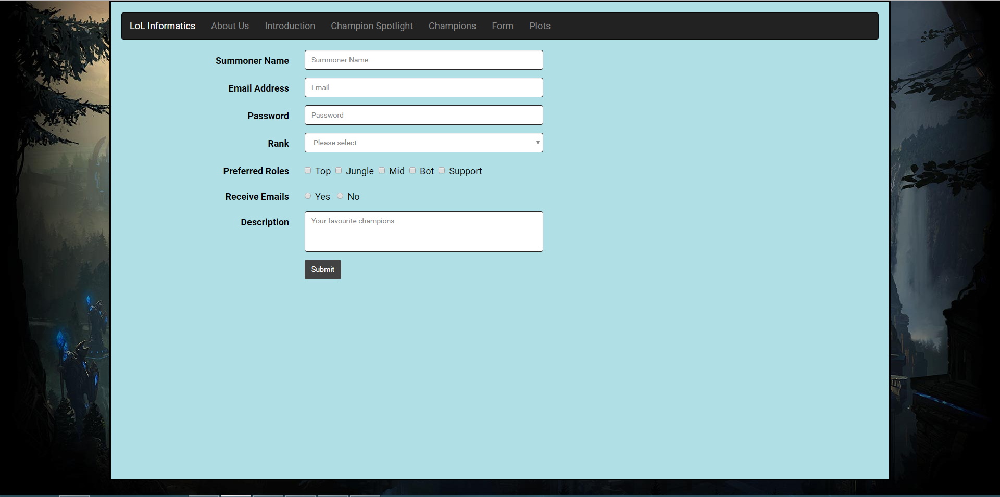 LoL Informatics About Us Introduction Champion Spotlight Champions Form Plots
Summoner Name Summoner Name
Email Address Email
Password Password
Rank Please select
Preferred Roles Top Jungle Mid Bot Support
Receive Emails Yes No
Description Your favourite champions
Submit